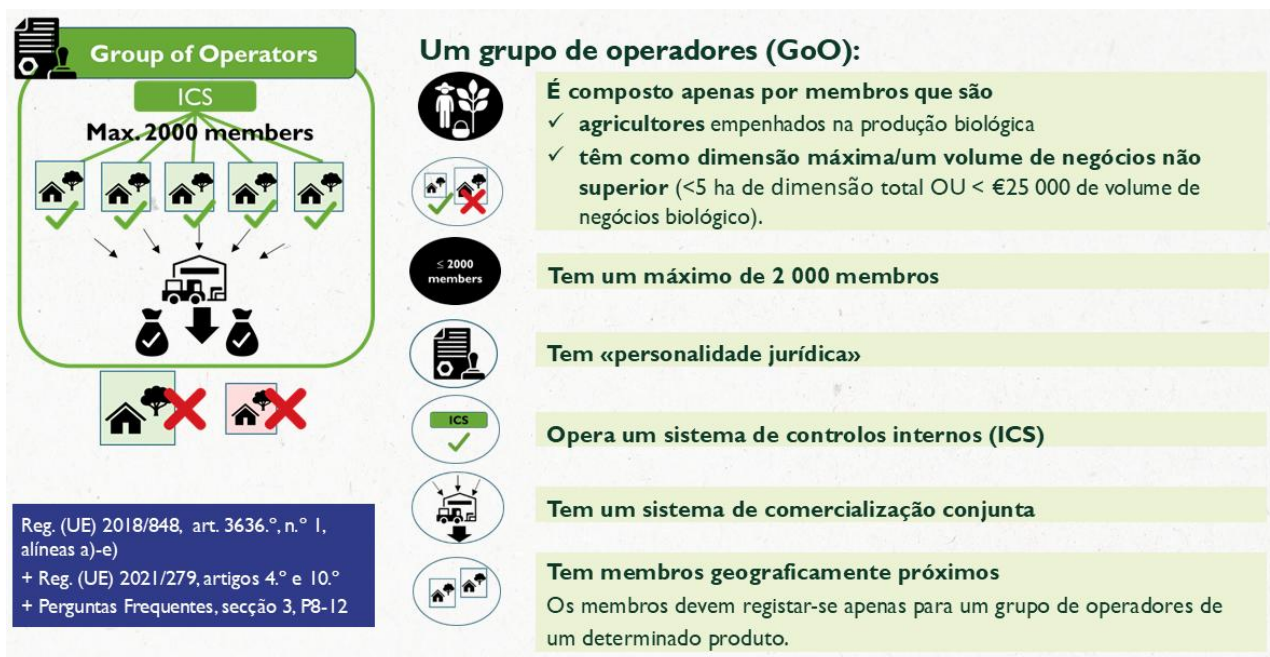 Group of Operators
ICS
Max. 2000 members
Reg. (UE) 2018/848, art. 3636.º, n.º 1,
alíneas a)-e)
+ Reg. (UE) 2021/279, artigos 4.º e 10.º
+ Perguntas Frequentes, secção 3, P8-12
Um grupo de operadores (GoO):
É composto apenas por membros que são
✓ agricultores empenhados na produção biológica
✓ têm como dimensão máxima/um volume de negócios não
superior (<5 ha de dimensão total OU < €25 000 de volume de
negócios biológico).
≤ 2000
members
Tem um máximo de 2 000 membros
Tem «personalidade jurídica»
ICS
Opera um sistema de controlos internos (ICS)
Tem um sistema de comercialização conjunta
Tem membros geograficamente próximos
Os membros devem registar-se apenas para um grupo de operadores de
um determinado produto.